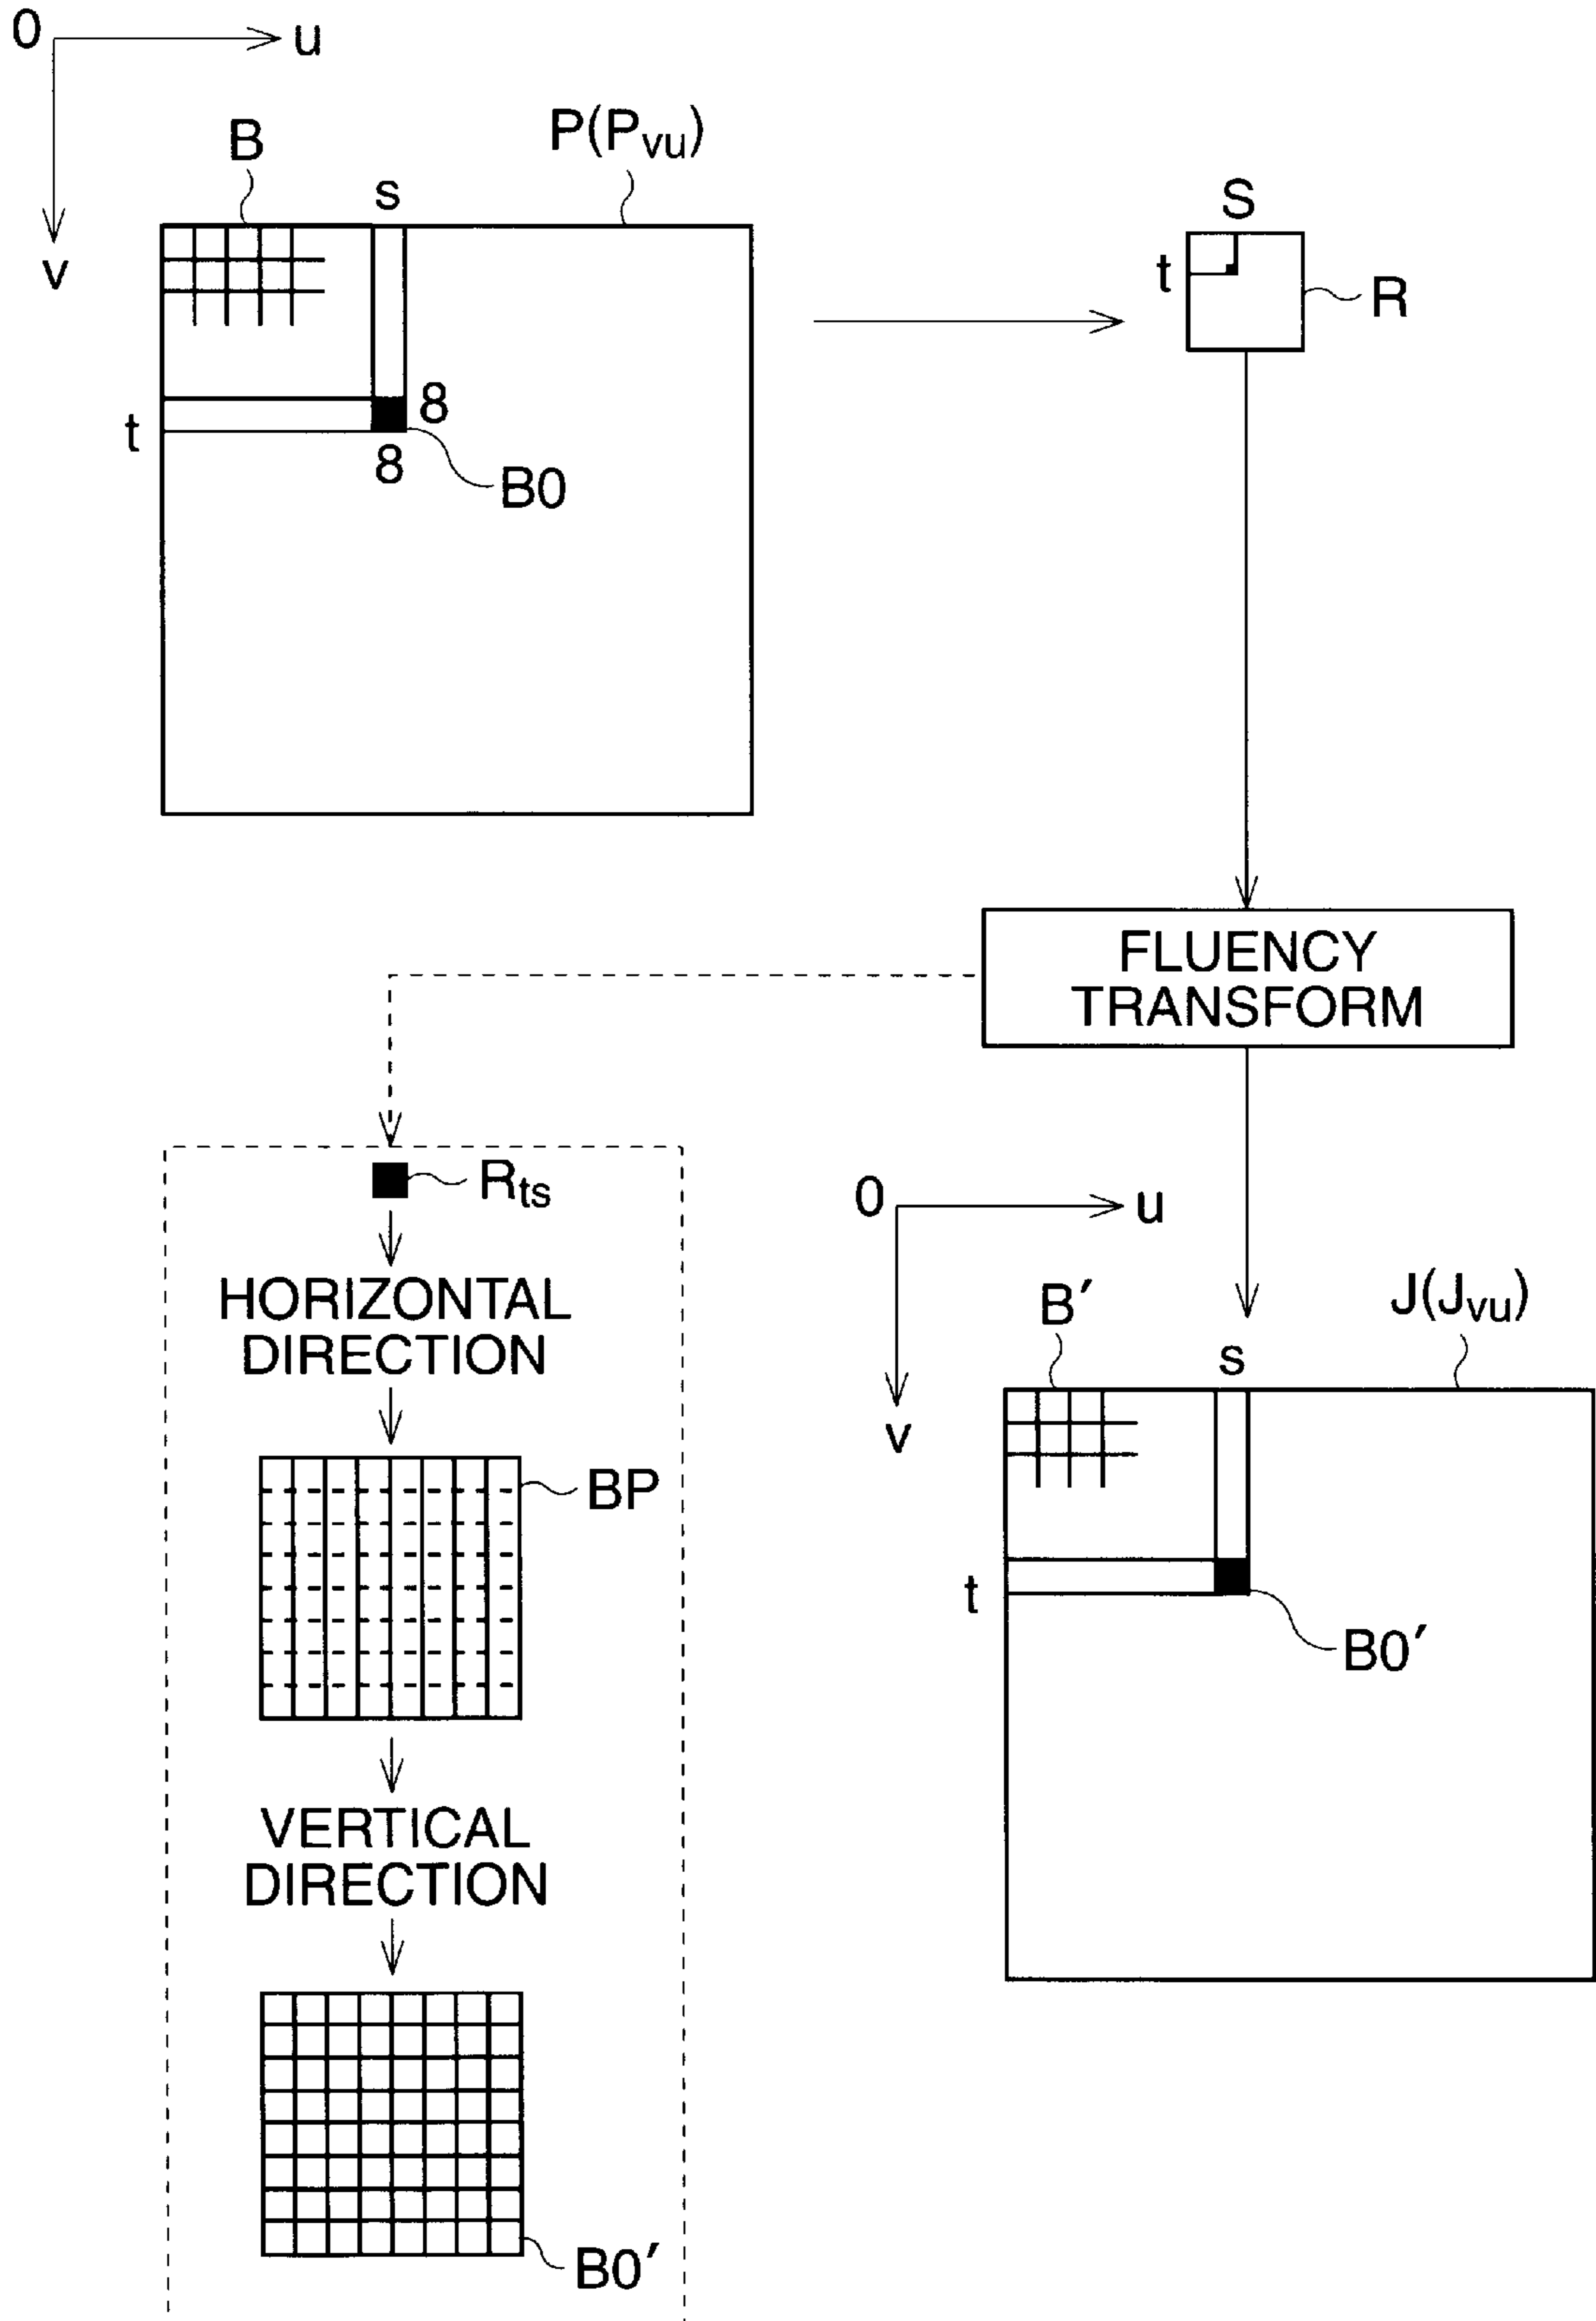 0
u
v
B
s
P(Pvu)
t
8
8
B0
S
t
R
FLUENCY
TRANSFORM
Rts
HORIZONTAL
DIRECTION
BP
VERTICAL
DIRECTION
B0′
0
u
v
B′
s
J(Jvu)
t
B0′